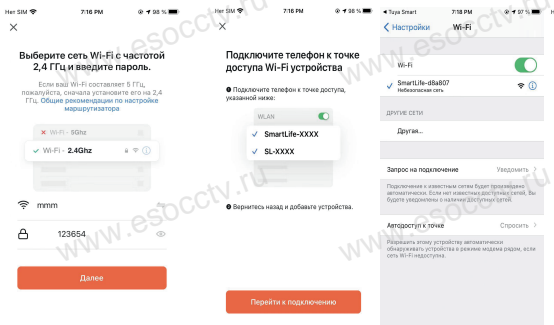 Нет SIM 7:16 PM 98 %
Выберите сеть Wi-Fi с частотой
2,4 ГГц и введите пароль.
Если ваш Wi-Fi составляет 5 ГГц,
пожалуйста, сначала установите его на 2,4
ГГц. Общие рекомендации по настройке
маршрутизатора
Wi-Fi - 5Ghz
Wi-Fi - 2.4Ghz
mmm
123654
Далее
Нет SIM 7:16 PM 98 %
Подключите телефон к точке
доступа Wi-Fi устройства
1 Подключите телефон к точке доступа,
указанной ниже:
WLAN
SmartLife-XXXX
SL-XXXX
2 Вернитесь назад и добавьте устройства.
Перейти к подключению
Tuya Smart 7:18 PM 97 %
Настройки Wi-Fi
Wi-Fi
SmartLife-d8a807
Небезопасная сеть
ДРУГИЕ СЕТИ
Другая...
Запрос на подключение Уведомить
Подключение к известным сетям будет произведено
автоматически. Если нет известных сетей, Вы
будете уведомлены о наличии доступных сетей.
Автодоступ к точке Спросить
Разрешить этому устройству автоматически
обнаруживать устройства в режиме модема рядом, если
сеть Wi-Fi недоступна.
www.esocctv.ru
www.esocctv.ru
Нет